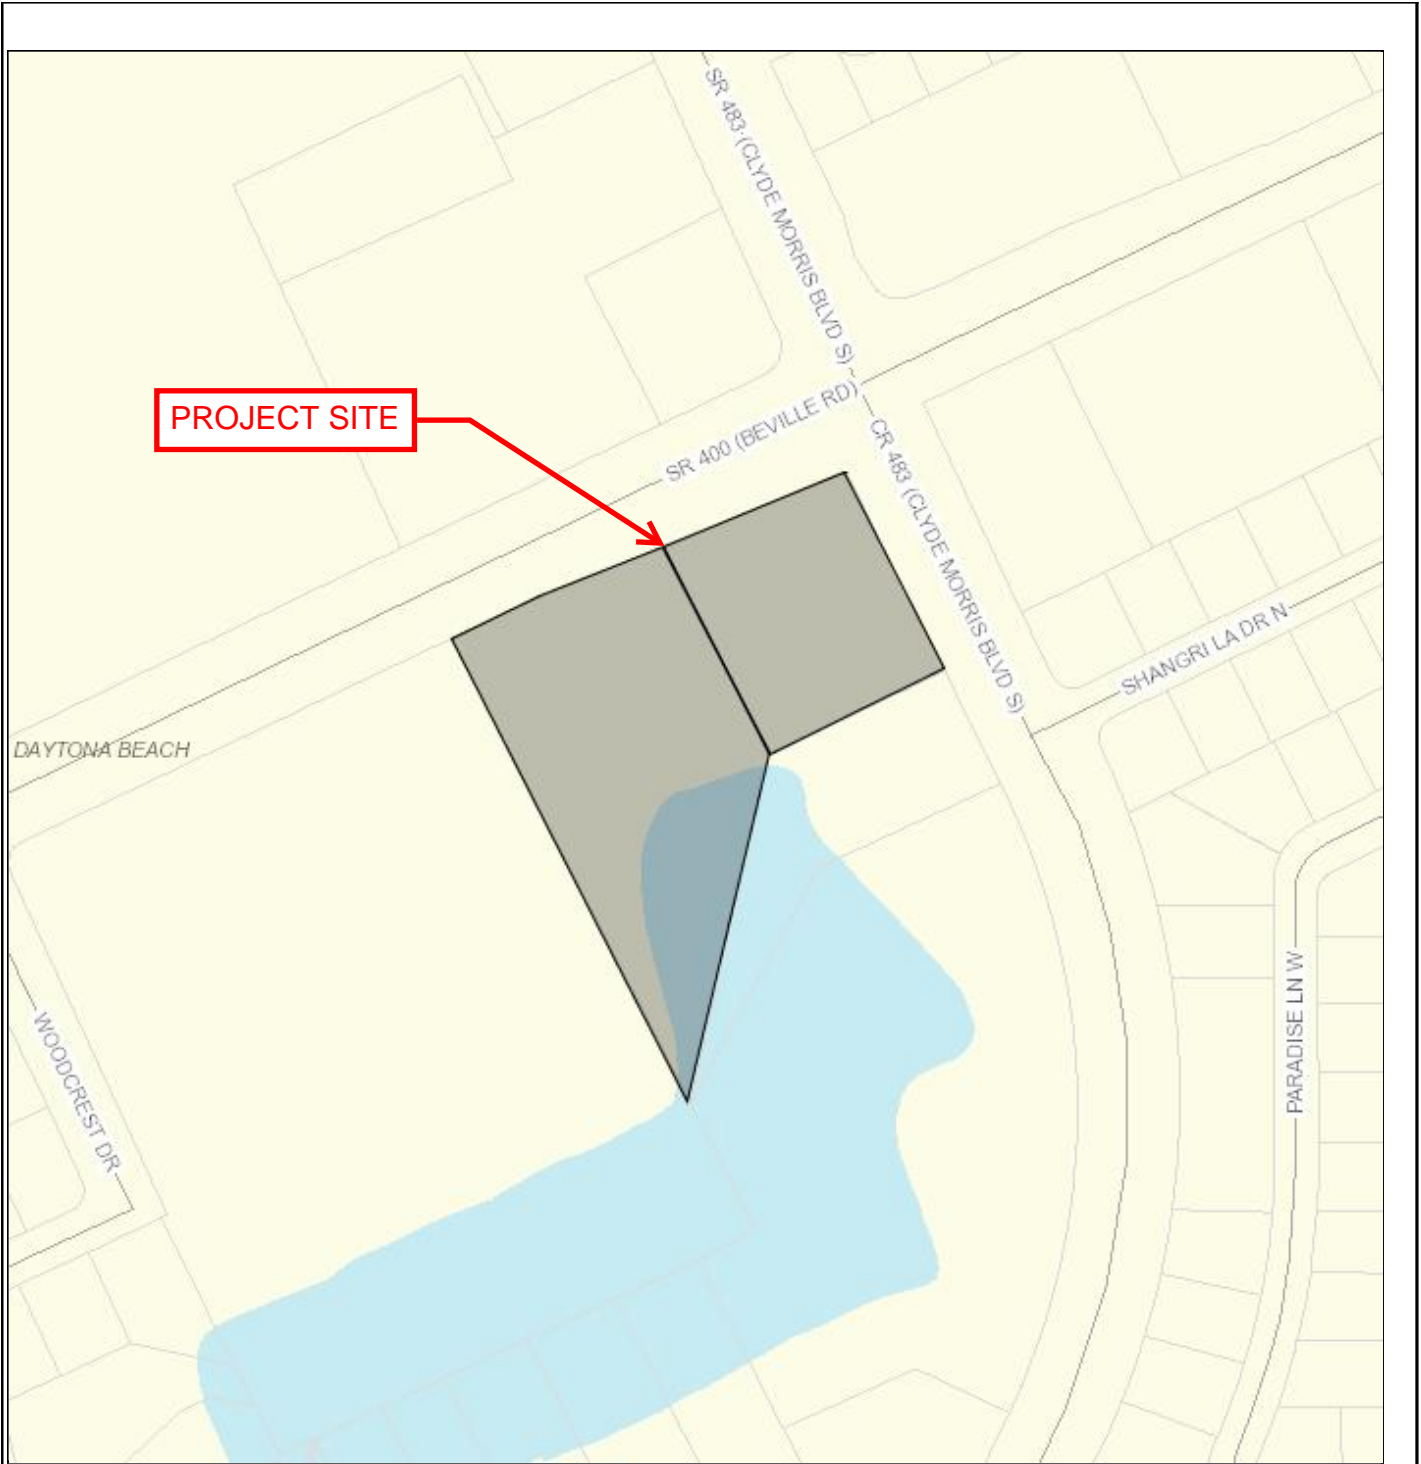 SR 483 (CLYDE MORRIS BLVD S)
PROJECT SITE
SR 400 (BEVILLE RD)
CR 483 (CLYDE MORRIS BLVD S)
SHANGRI LA DR N
DAYTONA BEACH
WOODCREST DR
PARADISE LN W